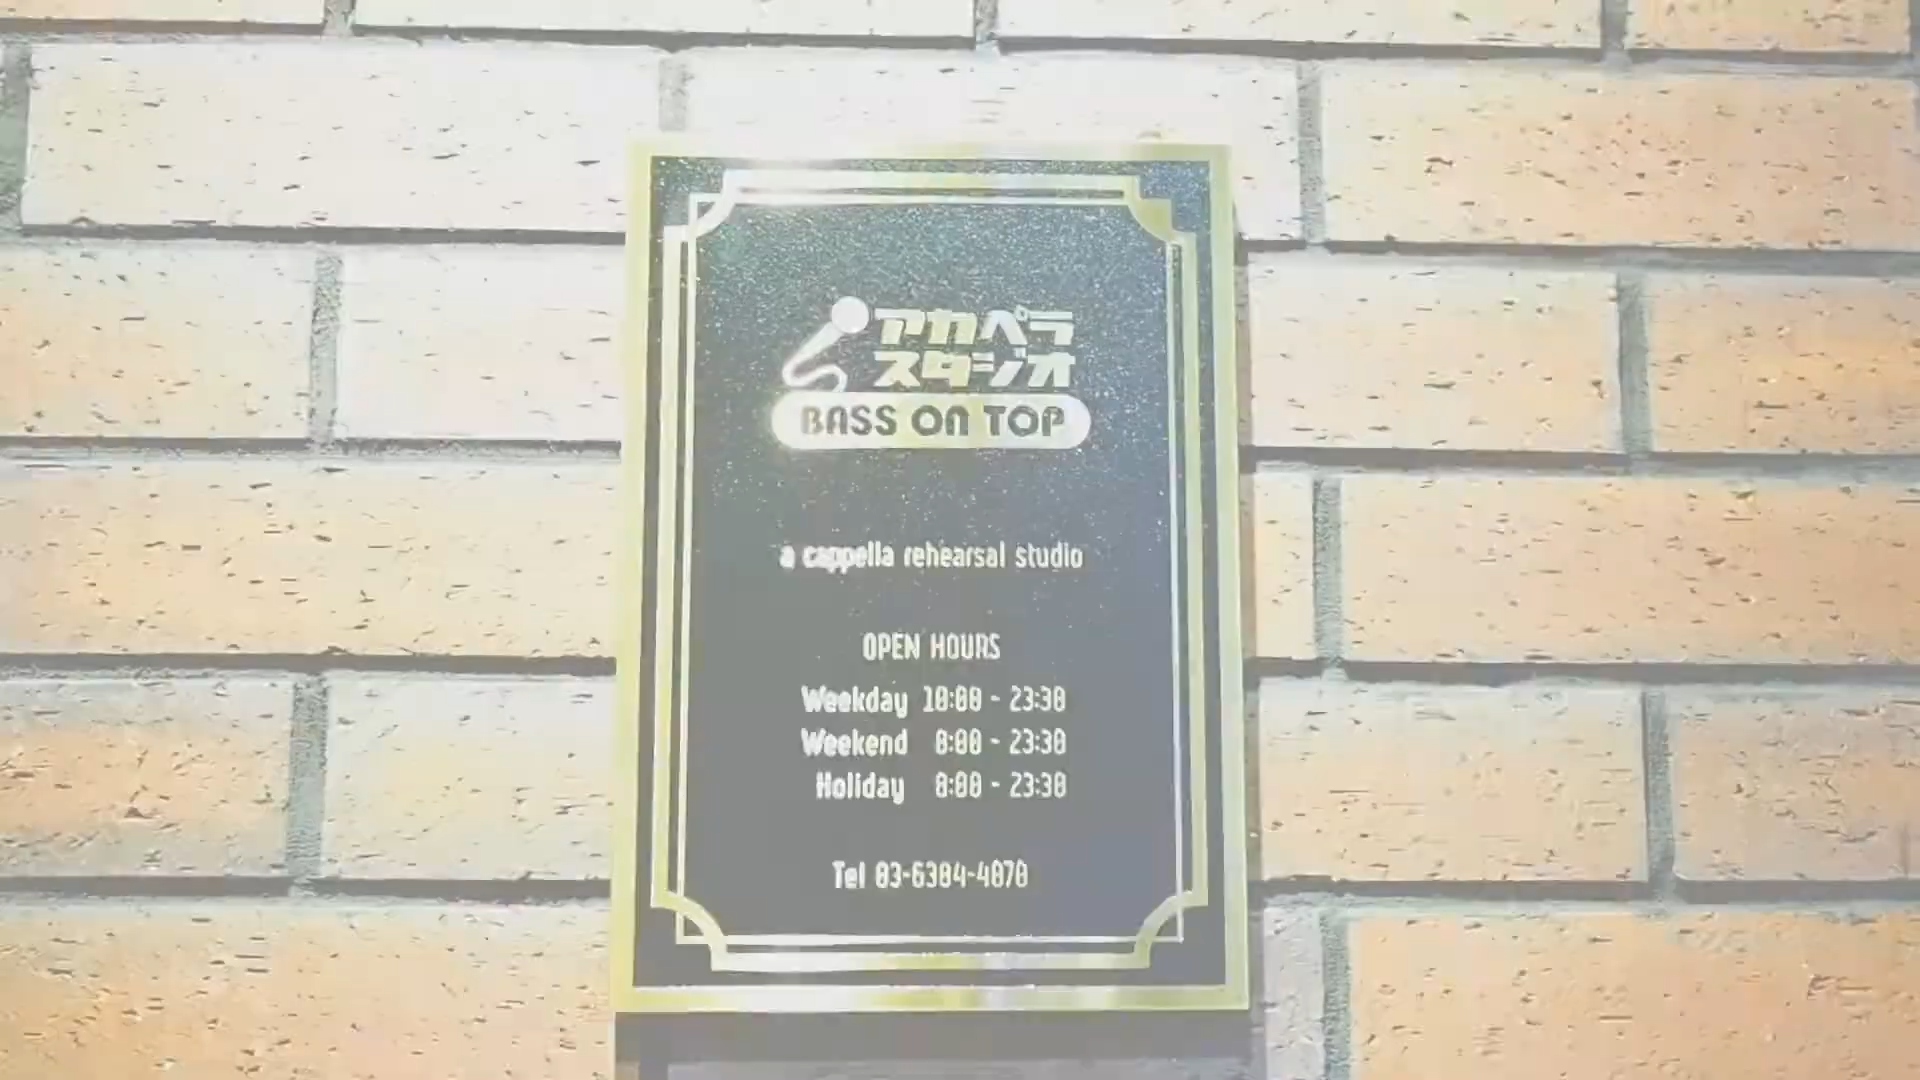 アカペラ
スタジオ
BASS ON TOP
a cappella rehearsal studio
OPEN HOURS
Weekday 10:00 - 23:30
Weekend 8:00 - 23:30
Holiday 8:00 - 23:30
Tel 03-6304-4070